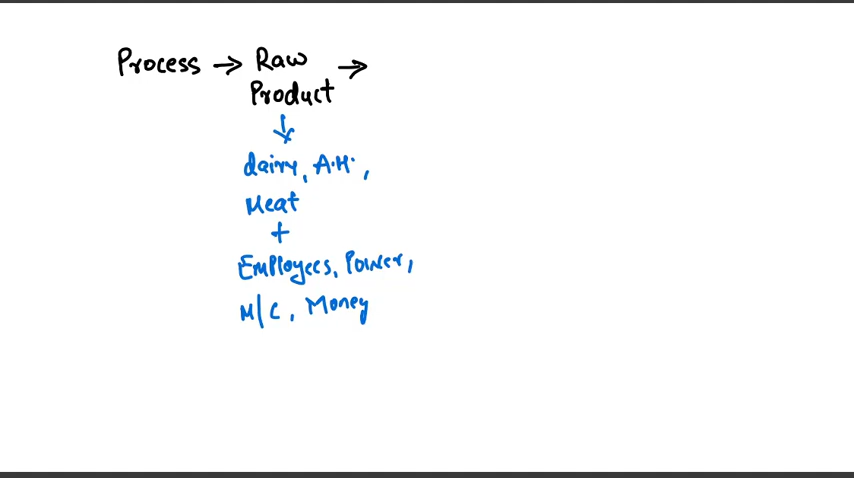 Process → Raw →
Product
↓
dairy, A.H.,
Meat
+
Employees, Power,
M/C, Money